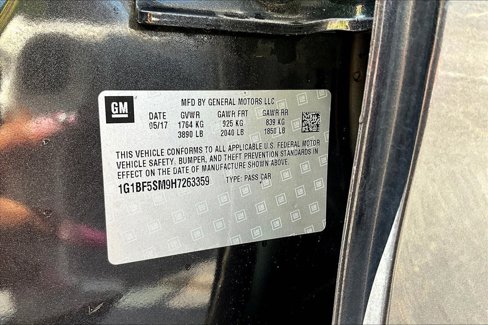 GM
MFD BY GENERAL MOTORS LLC
DATE GVWR GAWR FRT GAWR RR
05/17 1764 KG 925 KG 839 KG
3890 LB 2040 LB 1850 LB
THIS VEHICLE CONFORMS TO ALL APPLICABLE U.S. FEDERAL MOTOR
VEHICLE SAFETY, BUMPER, AND THEFT PREVENTION STANDARDS IN
EFFECT ON THE DATE OF MANUFACTURE SHOWN ABOVE.
1G1BF5SM9H7263359 TYPE: PASS CAR